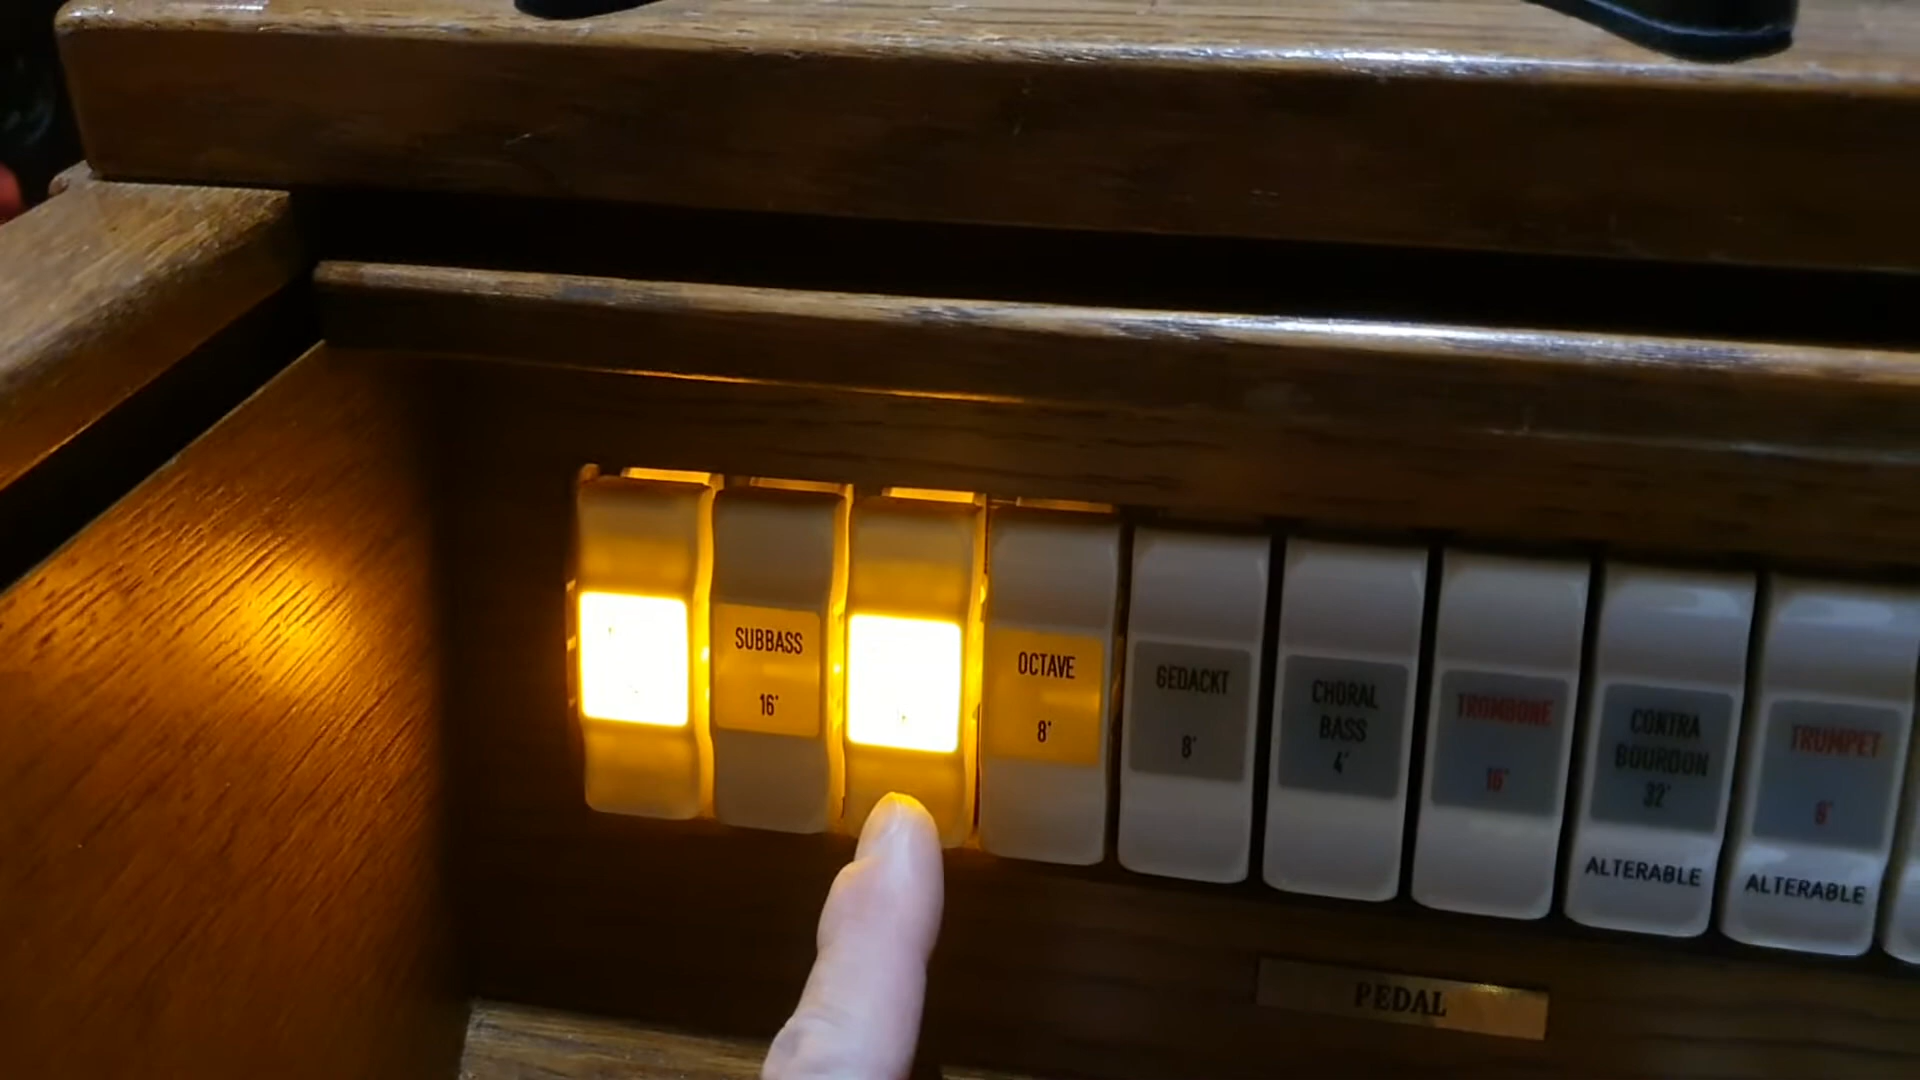 SUBBASS
16'
OCTAVE
8'
GEDACKT
8'
CHORAL
BASS
4'
TROMBONE
16'
CONTRA
BOURDON
32'
ALTERABLE
TRUMPET
8'
ALTERABLE
PEDAL